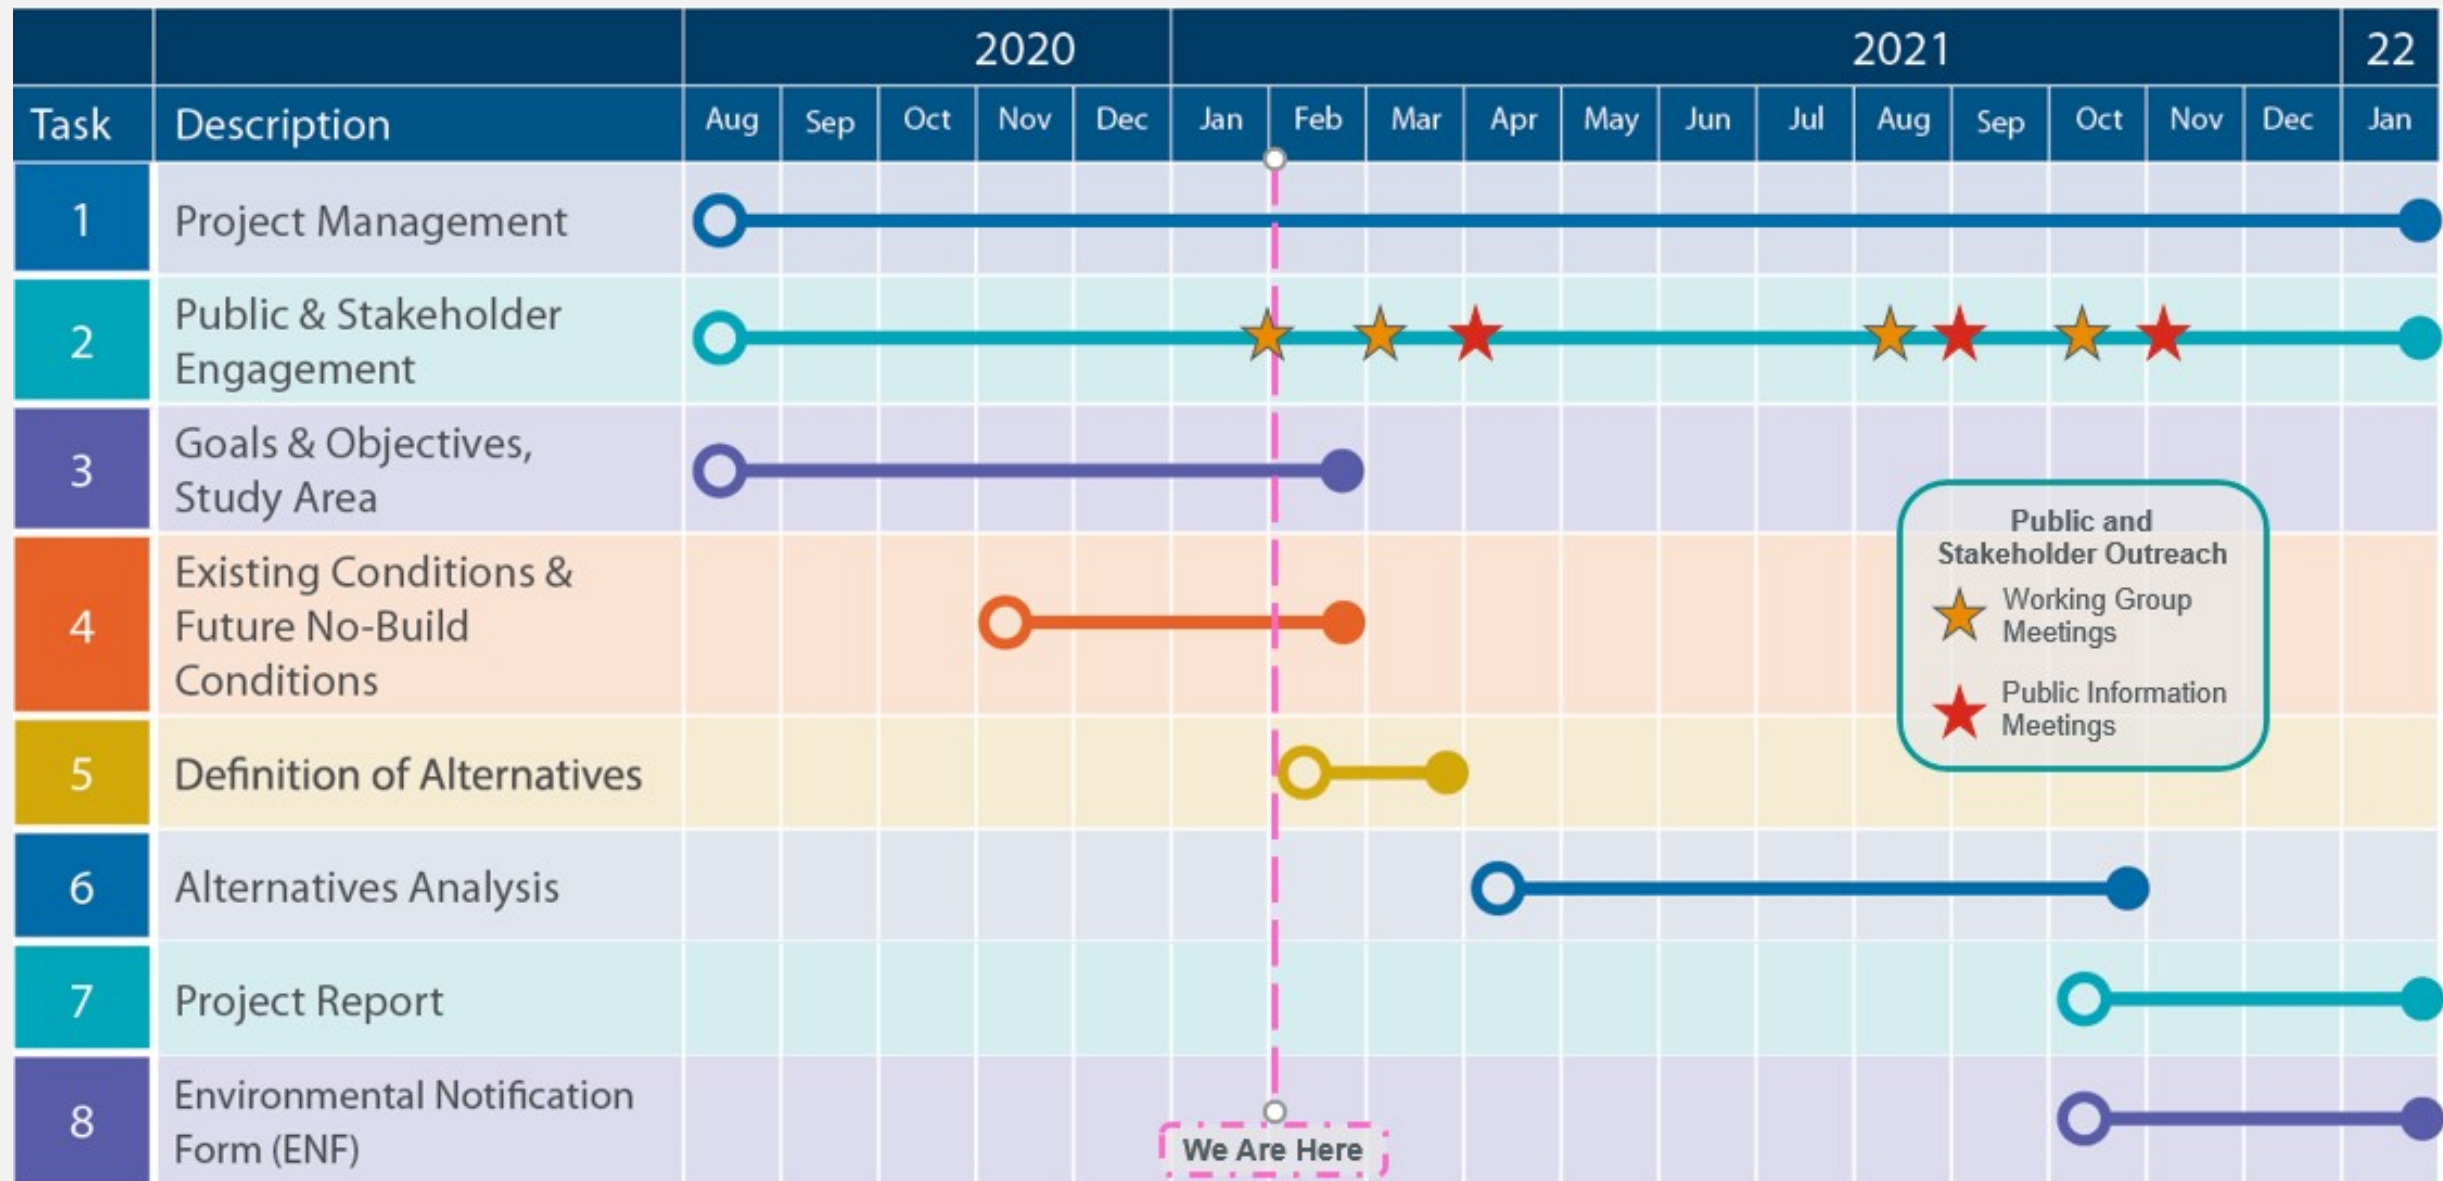 2020 2021 22
Task Description Aug Sep Oct Nov Dec Jan Feb Mar Apr May Jun Jul Aug Sep Oct Nov Dec Jan
1 Project Management
2 Public & Stakeholder
Engagement
3 Goals & Objectives,
Study Area
4 Existing Conditions &
Future No-Build
Conditions
5 Definition of Alternatives
6 Alternatives Analysis
7 Project Report
8 Environmental Notification
Form (ENF)
Public and
Stakeholder Outreach
Working Group
Meetings
Public Information
Meetings
We Are Here